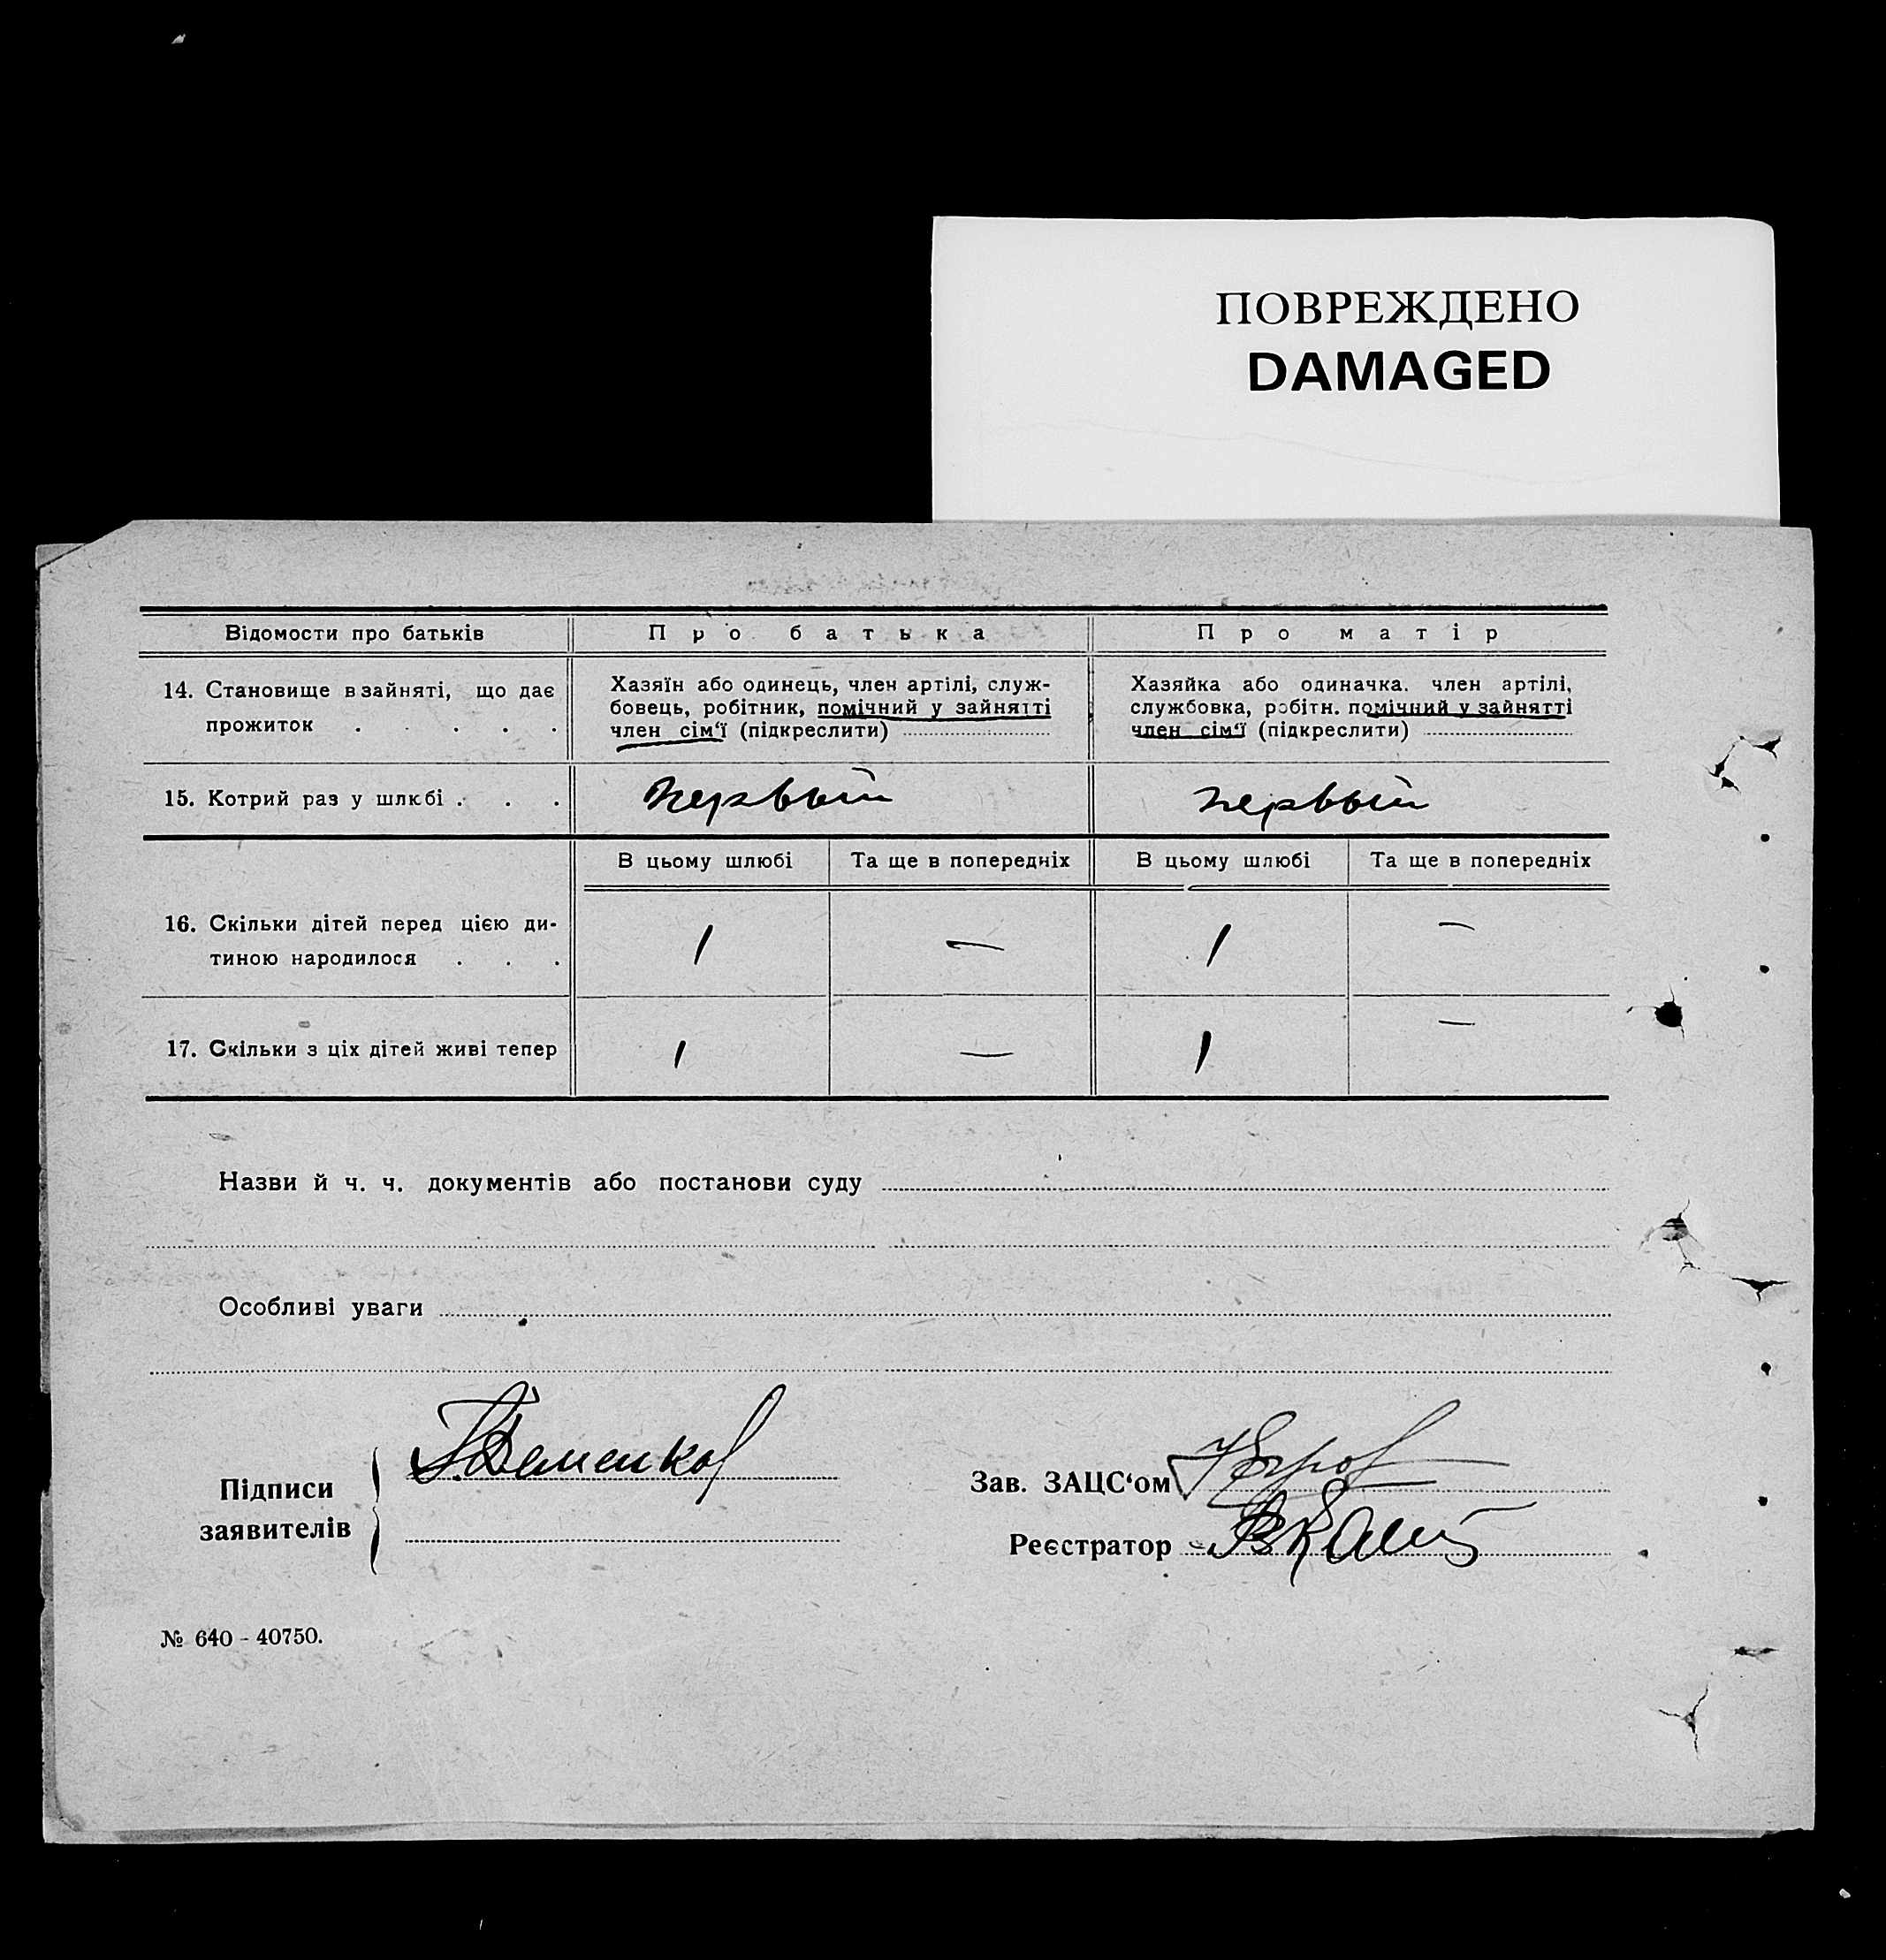 ПОВРЕЖДЕНО
DAMAGED
Відомости про батьків
Про батька
Про матір
14. Становище в зайняті, що дає
прожиток . . . . .
Хазяїн або одинець, член артілі, служ-
бовець, робітник, помічний у зайнятті
член сім‘ї (підкреслити)
Хазяйка або одиначка. член артілі,
службовка, робітн. помічний у зайнятті
член сім‘ї (підкреслити)
15. Котрий раз у шлюбі . . .
первый
первый
В цьому шлюбі
Та ще в попередніх
В цьому шлюбі
Та ще в попередніх
16. Скільки дітей перед цією ди-
тиною народилося . . .
1
—
1
—
17. Скільки з ціх дітей живі тепер
1
—
1
—
Назви й ч. ч. документів або постанови суду
Особливі уваги
Підписи
заявителів
Зав. ЗАЦС‘ом
Реєстратор
№ 640 - 40750.